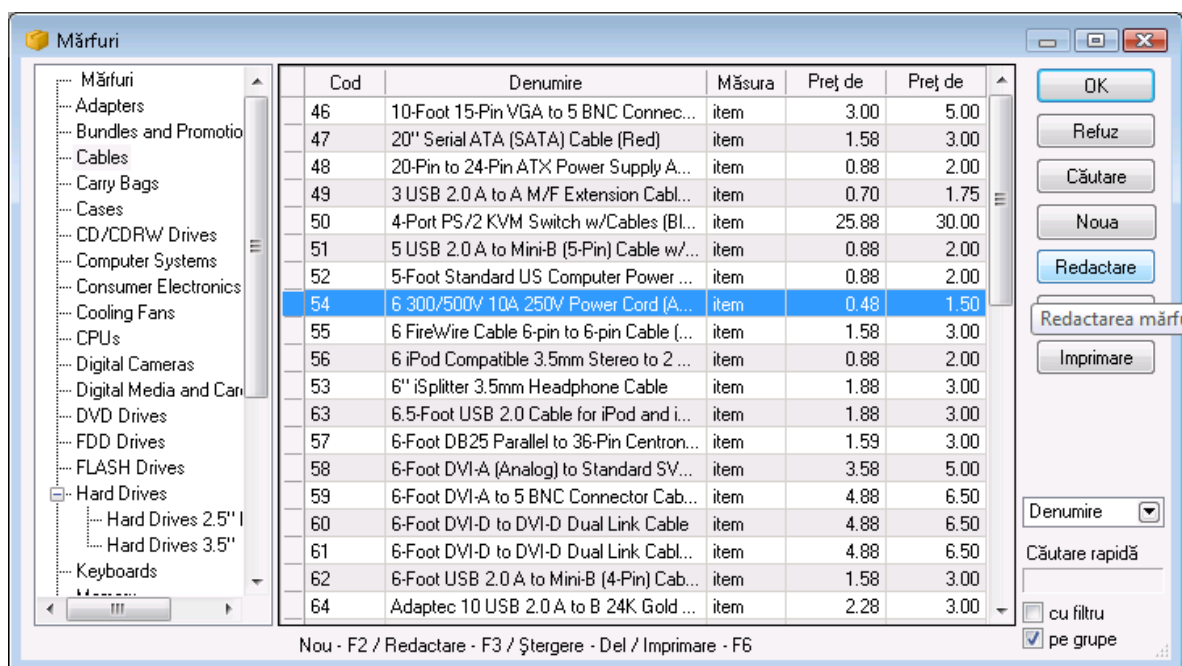 Mărfuri
Mărfuri
Adapters
Bundles and Promotio
Cables
Carry Bags
Cases
CD/CDRW Drives
Computer Systems
Consumer Electronics
Cooling Fans
CPUs
Digital Cameras
Digital Media and Car
DVD Drives
FDD Drives
FLASH Drives
Hard Drives
Hard Drives 2.5'' I
Hard Drives 3.5''
Keyboards
Cod Denumire Măsura Preţ de Preţ de
46 10-Foot 15-Pin VGA to 5 BNC Connec... item 3.00 5.00
47 20'' Serial ATA (SATA) Cable (Red) item 1.58 3.00
48 20-Pin to 24-Pin ATX Power Supply A... item 0.88 2.00
49 3 USB 2.0 A to A M/F Extension Cabl... item 0.70 1.75
50 4-Port PS/2 KVM Switch w/Cables (Bl... item 25.88 30.00
51 5 USB 2.0 A to Mini-B (5-Pin) Cable w/... item 0.88 2.00
52 5-Foot Standard US Computer Power ... item 0.88 2.00
54 6 300/500V 10A 250V Power Cord (A... item 0.48 1.50
55 6 FireWire Cable 6-pin to 6-pin Cable (... item 1.58 3.00
56 6 iPod Compatible 3.5mm Stereo to 2 ... item 0.88 2.00
53 6'' iSplitter 3.5mm Headphone Cable item 1.88 3.00
63 6.5-Foot USB 2.0 Cable for iPod and i... item 1.88 3.00
57 6-Foot DB25 Parallel to 36-Pin Centron... item 1.59 3.00
58 6-Foot DVI-A (Analog) to Standard SV... item 3.58 5.00
59 6-Foot DVI-A to 5 BNC Connector Cab... item 4.88 6.50
60 6-Foot DVI-D to DVI-D Dual Link Cable item 4.88 6.50
61 6-Foot DVI-D to DVI-D Dual Link Cabl... item 4.88 6.50
62 6-Foot USB 2.0 A to Mini-B (4-Pin) Cab... item 1.58 3.00
64 Adaptec 10 USB 2.0 A to B 24K Gold ... item 2.28 3.00
OK
Refuz
Căutare
Noua
Redactare
Redactarea mărfu
Imprimare
Denumire
Căutare rapidă
cu filtru
pe grupe
Nou - F2 / Redactare - F3 / Ştergere - Del / Imprimare - F6